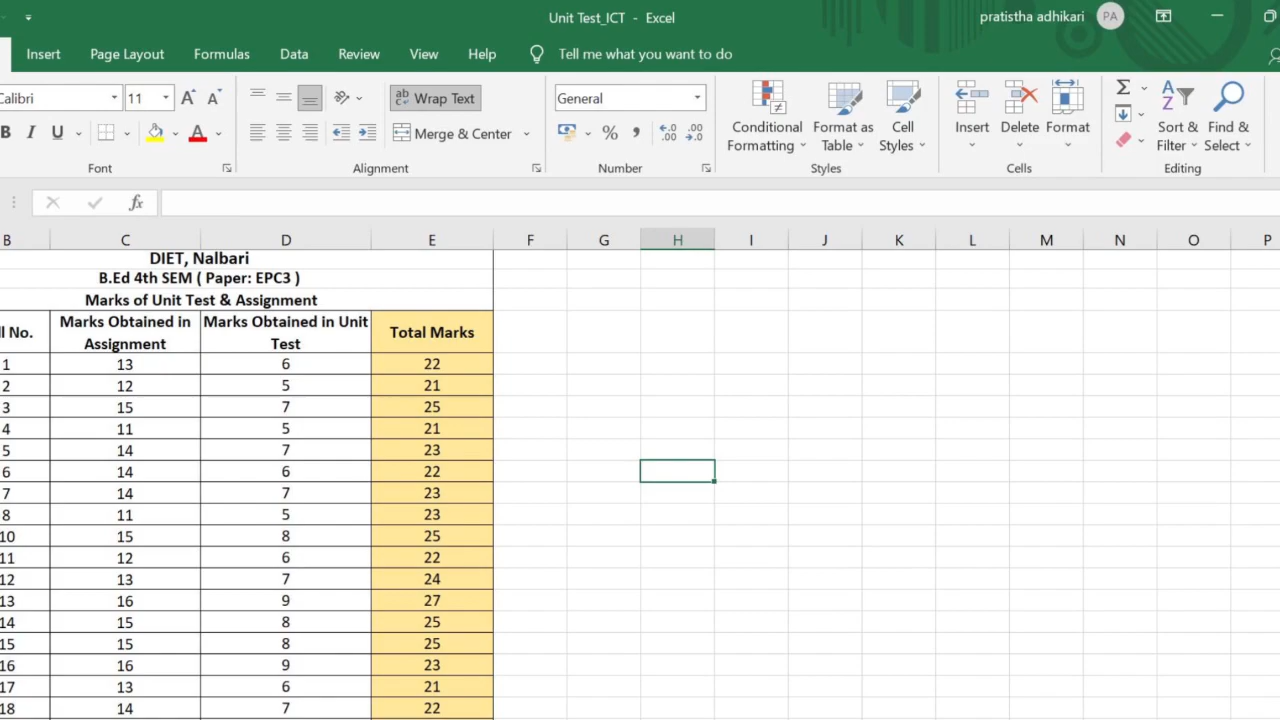 Unit Test_ICT - Excel
pratistha adhikari PA
Insert Page Layout Formulas Data Review View Help Tell me what you want to do
Calibri 11 A A Wrap Text General Conditional Formatting Format as Table Cell Styles Insert Delete Format Sort & Filter Find & Select
B I U A Merge & Center % , .00 .00
Font Alignment Number Styles Cells Editing
fx
B C D E F G H I J K L M N O P
DIET, Nalbari
B.Ed 4th SEM ( Paper: EPC3 )
Marks of Unit Test & Assignment
ll No. Marks Obtained in Assignment Marks Obtained in Unit Test Total Marks
1 13 6 22
2 12 5 21
3 15 7 25
4 11 5 21
5 14 7 23
6 14 6 22
7 14 7 23
8 11 5 23
10 15 8 25
11 12 6 22
12 13 7 24
13 16 9 27
14 15 8 25
15 15 8 25
16 16 9 23
17 13 6 21
18 14 7 22